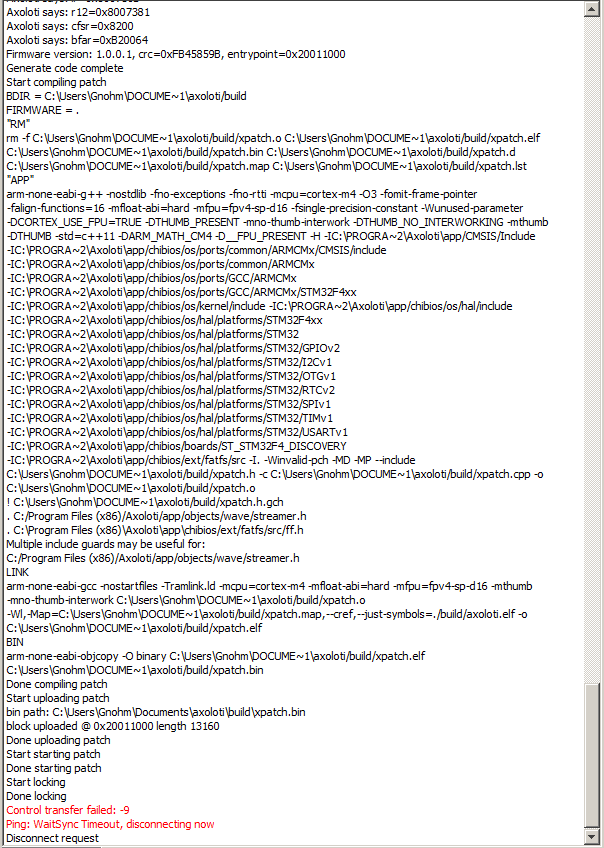 Axoloti says: r12=0x8007381
Axoloti says: cfsr=0x8200
Axoloti says: bfar=0xB20064
Firmware version: 1.0.0.1, crc=0xFB45859B, entrypoint=0x20011000
Generate code complete
Start compiling patch
BDIR = C:\Users\Gnohm\DOCUME~1\axoloti/build
FIRMWARE = .
"RM"
rm -f C:\Users\Gnohm\DOCUME~1\axoloti/build/xpatch.o C:\Users\Gnohm\DOCUME~1\axoloti/build/xpatch.elf
C:\Users\Gnohm\DOCUME~1\axoloti/build/xpatch.bin C:\Users\Gnohm\DOCUME~1\axoloti/build/xpatch.d
C:\Users\Gnohm\DOCUME~1\axoloti/build/xpatch.map C:\Users\Gnohm\DOCUME~1\axoloti/build/xpatch.lst
"APP"
arm-none-eabi-g++ -nostdlib -fno-exceptions -fno-rtti -mcpu=cortex-m4 -O3 -fomit-frame-pointer
-falign-functions=16 -mfloat-abi=hard -mfpu=fpv4-sp-d16 -fsingle-precision-constant -Wunused-parameter
-DCORTEX_USE_FPU=TRUE -DTHUMB_PRESENT -mno-thumb-interwork -DTHUMB_NO_INTERWORKING -mthumb
-DTHUMB -std=c++11 -DARM_MATH_CM4 -D__FPU_PRESENT -H -IC:\PROGRA~2\Axoloti\app/CMSIS/Include
-IC:\PROGRA~2\Axoloti\app/chibios/os/ports/common/ARMCMx/CMSIS/include
-IC:\PROGRA~2\Axoloti\app/chibios/os/ports/common/ARMCMx
-IC:\PROGRA~2\Axoloti\app/chibios/os/ports/GCC/ARMCMx
-IC:\PROGRA~2\Axoloti\app/chibios/os/ports/GCC/ARMCMx/STM32F4xx
-IC:\PROGRA~2\Axoloti\app/chibios/os/kernel/include -IC:\PROGRA~2\Axoloti\app/chibios/os/hal/include
-IC:\PROGRA~2\Axoloti\app/chibios/os/hal/platforms/STM32F4xx
-IC:\PROGRA~2\Axoloti\app/chibios/os/hal/platforms/STM32
-IC:\PROGRA~2\Axoloti\app/chibios/os/hal/platforms/STM32/GPIOv2
-IC:\PROGRA~2\Axoloti\app/chibios/os/hal/platforms/STM32/I2Cv1
-IC:\PROGRA~2\Axoloti\app/chibios/os/hal/platforms/STM32/OTGv1
-IC:\PROGRA~2\Axoloti\app/chibios/os/hal/platforms/STM32/RTCv2
-IC:\PROGRA~2\Axoloti\app/chibios/os/hal/platforms/STM32/SPIv1
-IC:\PROGRA~2\Axoloti\app/chibios/os/hal/platforms/STM32/TIMv1
-IC:\PROGRA~2\Axoloti\app/chibios/os/hal/platforms/STM32/USARTv1
-IC:\PROGRA~2\Axoloti\app/chibios/boards/ST_STM32F4_DISCOVERY
-IC:\PROGRA~2\Axoloti\app/chibios/ext/fatfs/src -I. -Winvalid-pch -MD -MP --include
C:\Users\Gnohm\DOCUME~1\axoloti/build/xpatch.h -c C:\Users\Gnohm\DOCUME~1\axoloti/build/xpatch.cpp -o
C:\Users\Gnohm\DOCUME~1\axoloti/build/xpatch.o
! C:\Users\Gnohm\DOCUME~1\axoloti/build/xpatch.h.gch
. C:/Program Files (x86)/Axoloti/app/objects/wave/streamer.h
. C:\Program Files (x86)\Axoloti\app\chibios/ext/fatfs/src/ff.h
Multiple include guards may be useful for:
C:/Program Files (x86)/Axoloti/app/objects/wave/streamer.h
LINK
arm-none-eabi-gcc -nostartfiles -Tramlink.ld -mcpu=cortex-m4 -mfloat-abi=hard -mfpu=fpv4-sp-d16 -mthumb
-mno-thumb-interwork C:\Users\Gnohm\DOCUME~1\axoloti/build/xpatch.o
-Wl,-Map=C:\Users\Gnohm\DOCUME~1\axoloti/build/xpatch.map,--cref,--just-symbols=./build/axoloti.elf -o
C:\Users\Gnohm\DOCUME~1\axoloti/build/xpatch.elf
BIN
arm-none-eabi-objcopy -O binary C:\Users\Gnohm\DOCUME~1\axoloti/build/xpatch.elf
C:\Users\Gnohm\DOCUME~1\axoloti/build/xpatch.bin
Done compiling patch
Start uploading patch
bin path: C:\Users\Gnohm\Documents\axoloti\build\xpatch.bin
block uploaded @ 0x20011000 length 13160
Done uploading patch
Start starting patch
Done starting patch
Start locking
Done locking
Control transfer failed: -9
Ping: WaitSync Timeout, disconnecting now
Disconnect request